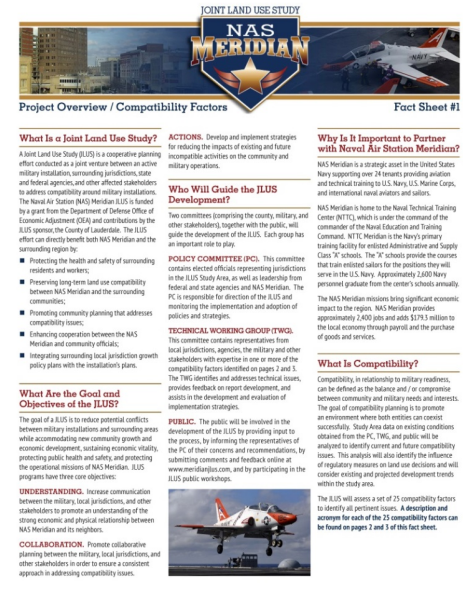 JOINT LAND USE STUDY
NAS
MERIDIAN
NAVY
Project Overview / Compatibility Factors
Fact Sheet #1
What Is a Joint Land Use Study?
A Joint Land Use Study (JLUS) is a cooperative planning
effort conducted as a joint venture between an active
military installation, surrounding jurisdictions, state
and federal agencies, and other affected stakeholders
to address compatibility around military installations.
The Naval Air Station (NAS) Meridian JLUS is funded
by a grant from the Department of Defense Office of
Economic Adjustment (OEA) and contributions by the
JLUS sponsor, the County of Lauderdale. The JLUS
effort can directly benefit both NAS Meridian and the
surrounding region by:
Protecting the health and safety of surrounding
residents and workers;
Preserving long-term land use compatibility
between NAS Meridian and the surrounding
communities;
Promoting community planning that addresses
compatibility issues;
Enhancing cooperation between the NAS
Meridian and community officials;
Integrating surrounding local jurisdiction growth
policy plans with the installation's plans.
What Are the Goal and
Objectives of the JLUS?
The goal of a JLUS is to reduce potential conflicts
between military installations and surrounding areas
while accommodating new community growth and
economic development, sustaining economic vitality,
protecting public health and safety, and protecting
the operational missions of NAS Meridian. JLUS
programs have three core objectives:
UNDERSTANDING. Increase communication
between the military, local jurisdictions, and other
stakeholders to promote an understanding of the
strong economic and physical relationship between
NAS Meridian and its neighbors.
COLLABORATION. Promote collaborative
planning between the military, local jurisdictions, and
other stakeholders in order to ensure a consistent
approach in addressing compatibility issues.
ACTIONS. Develop and implement strategies
for reducing the impacts of existing and future
incompatible activities on the community and
military operations.
Who Will Guide the JLUS
Development?
Two committees (comprising the county, military, and
other stakeholders), together with the public, will
guide the development of the JLUS. Each group has
an important role to play.
POLICY COMMITTEE (PC). This committee
contains elected officials representing jurisdictions
in the JLUS Study Area, as well as leadership from
federal and state agencies and NAS Meridian. The
PC is responsible for direction of the JLUS and
monitoring the implementation and adoption of
policies and strategies.
TECHNICAL WORKING GROUP (TWG).
This committee contains representatives from
local jurisdictions, agencies, the military and other
stakeholders with expertise in one or more of the
compatibility factors identified on pages 2 and 3.
The TWG identifies and addresses technical issues,
provides feedback on report development, and
assists in the development and evaluation of
implementation strategies.
PUBLIC. The public will be involved in the
development of the JLUS by providing input to
the process, by informing the representatives of
the PC of their concerns and recommendations, by
submitting comments and feedback online at
www.meridianjlus.com, and by participating in the
JLUS public workshops.
Why Is It Important to Partner
with Naval Air Station Meridian?
NAS Meridian is a strategic asset in the United States
Navy supporting over 24 tenants providing aviation
and technical training to U.S. Navy, U.S. Marine Corps,
and international naval aviators and sailors.
NAS Meridian is home to the Naval Technical Training
Center (NTTC), which is under the command of the
commander of the Naval Education and Training
Command. NTTC Meridian is the Navy's primary
training facility for enlisted Administrative and Supply
Class "A" schools. The "A" schools provide the courses
that train enlisted sailors for the positions they will
serve in the U.S. Navy. Approximately 2,600 Navy
personnel graduate from the center's schools annually.
The NAS Meridian missions bring significant economic
impact to the region. NAS Meridian provides
approximately 2,400 jobs and adds $179.3 million to
the local economy through payroll and the purchase
of goods and services.
What Is Compatibility?
Compatibility, in relationship to military readiness,
can be defined as the balance and / or compromise
between community and military needs and interests.
The goal of compatibility planning is to promote
an environment where both entities can coexist
successfully. Study Area data on existing conditions
obtained from the PC, TWG, and public will be
analyzed to identify current and future compatibility
issues. This analysis will also identify the influence
of regulatory measures on land use decisions and will
consider existing and projected development trends
within the study area.
The JLUS will assess a set of 25 compatibility factors
to identify all pertinent issues. A description and
acronym for each of the 25 compatibility factors can
be found on pages 2 and 3 of this fact sheet.